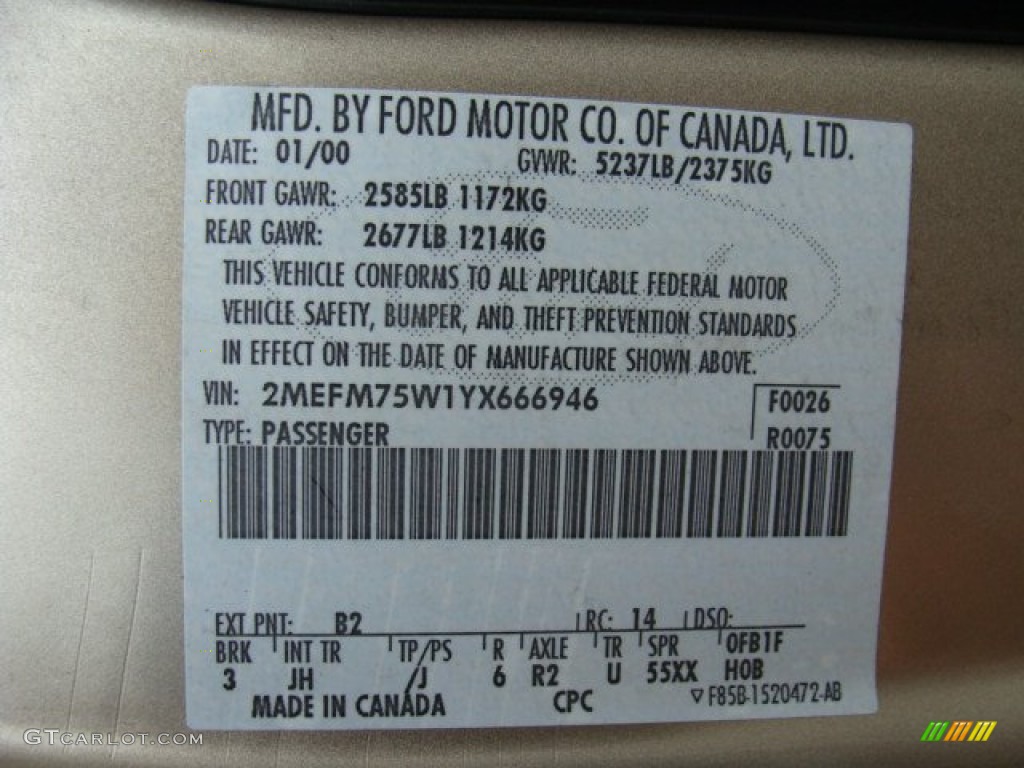 MFD. BY FORD MOTOR CO. OF CANADA, LTD.
DATE: 01/00 GVWR: 5237LB/2375KG
FRONT GAWR: 2585LB 1172KG
REAR GAWR: 2677LB 1214KG
THIS VEHICLE CONFORMS TO ALL APPLICABLE FEDERAL MOTOR
VEHICLE SAFETY, BUMPER, AND THEFT PREVENTION STANDARDS
IN EFFECT ON THE DATE OF MANUFACTURE SHOWN ABOVE.
VIN: 2MEFM75W1YX666946 F0026
TYPE: PASSENGER R0075
EXT PNT: B2 RC: 14 DSO:
BRK INT TR TP/PS R AXLE TR SPR OFB1F
3 JH /J 6 R2 U 55XX HOB
MADE IN CANADA CPC ▽F85B-1520472-AB
GTCARLOT.COM